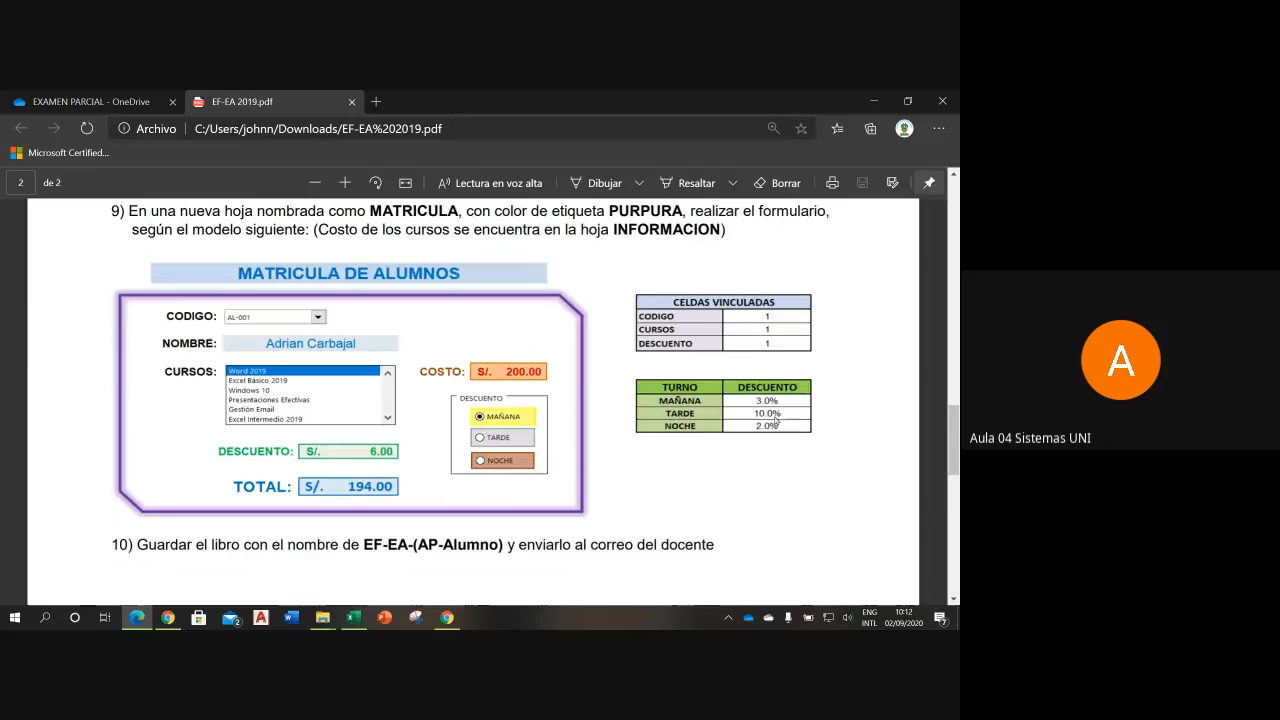 EXAMEN PARCIAL - OneDrive
EF-EA 2019.pdf
Archivo
C:/Users/johnn/Downloads/EF-EA%202019.pdf
Microsoft Certified...
2 de 2
Lectura en voz alta
Dibujar
Resaltar
Borrar
9) En una nueva hoja nombrada como MATRICULA, con color de etiqueta PURPURA, realizar el formulario,
según el modelo siguiente: (Costo de los cursos se encuentra en la hoja INFORMACION)
MATRICULA DE ALUMNOS
CODIGO: AL-001
NOMBRE: Adrian Carbajal
CURSOS:
Word 2019
Excel Básico 2019
Windows 10
Presentaciones Efectivas
Gestión Email
Excel Intermedio 2019
COSTO: S/. 200.00
DESCUENTO
MAÑANA
TARDE
NOCHE
DESCUENTO: S/. 6.00
TOTAL: S/. 194.00
CELDAS VINCULADAS
CODIGO 1
CURSOS 1
DESCUENTO 1
TURNO DESCUENTO
MAÑANA 3.0%
TARDE 10.0%
NOCHE 2.0%
10) Guardar el libro con el nombre de EF-EA-(AP-Alumno) y enviarlo al correo del docente
A
Aula 04 Sistemas UNI
ENG
INTL
10:12
02/09/2020